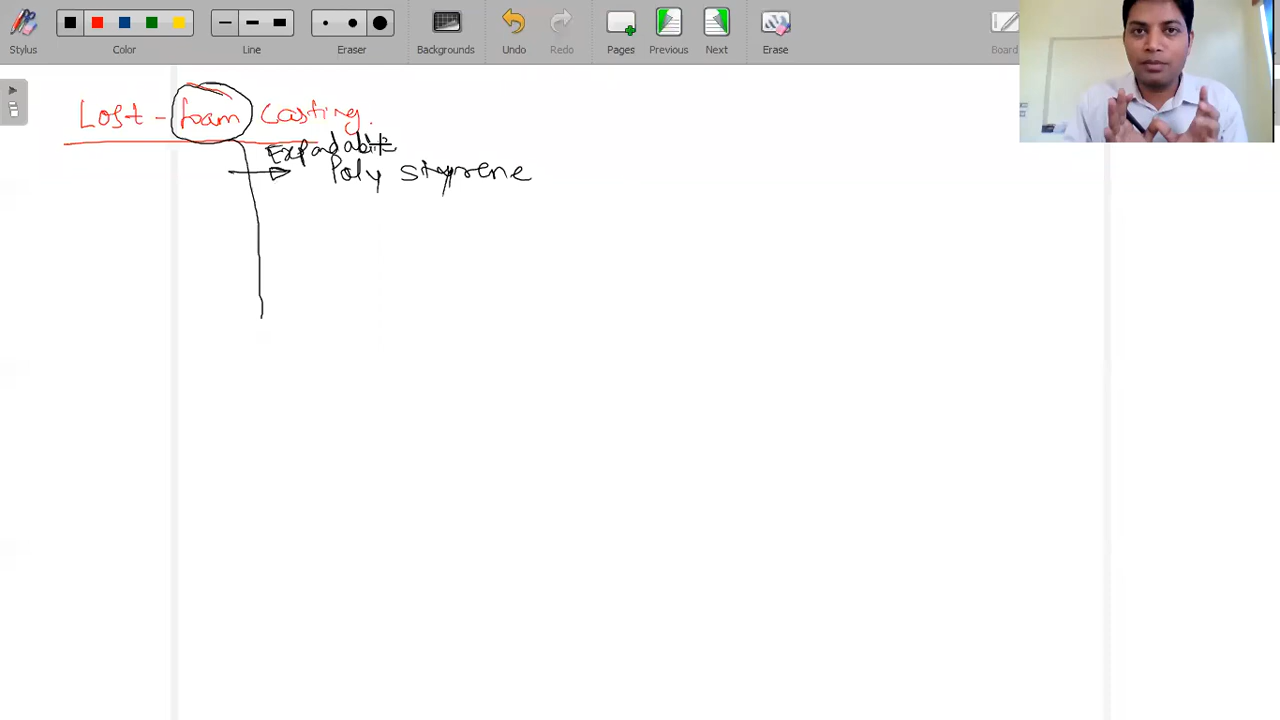 Stylus
Color
Line
Eraser
Backgrounds
Undo
Redo
Pages
Previous
Next
Erase
Board
Lost - foam casting.
Expandable
Poly styrene